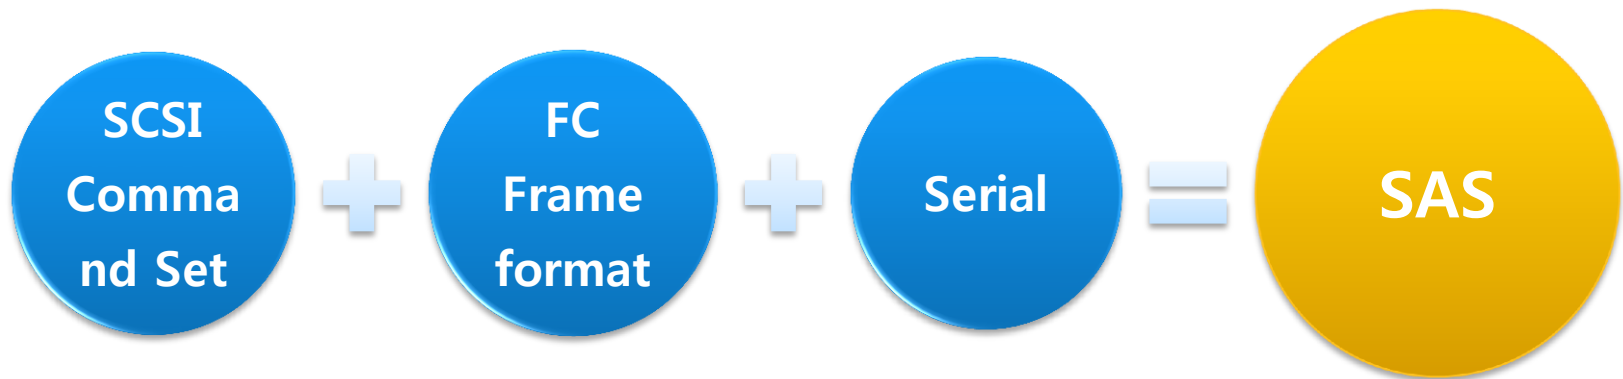 SCSI
Comma
nd Set
FC
Frame
format
Serial
SAS